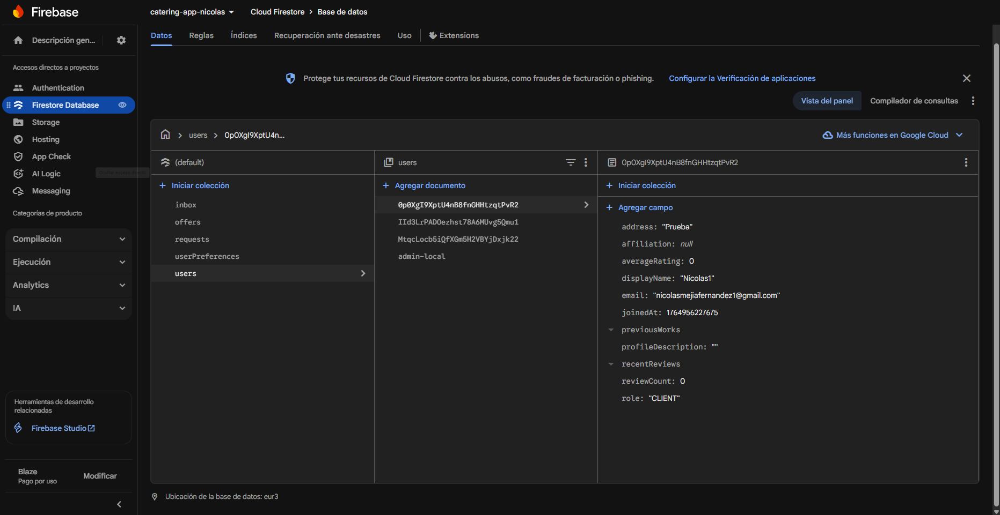 Firebase
catering-app-nicolas
Cloud Firestore > Base de datos
Descripción gen...
Datos
Reglas
Índices
Recuperación ante desastres
Uso
Extensions
Accesos directos a proyectos
Authentication
Firestore Database
Storage
Hosting
App Check
AI Logic
Messaging
Categorías de producto
Compilación
Ejecución
Analytics
IA
Herramientas de desarrollo
relacionadas
Firebase Studio
Blaze
Pago por uso
Modificar
Protege tus recursos de Cloud Firestore contra los abusos, como fraudes de facturación o phishing.
Configurar la Verificación de aplicaciones
Vista del panel
Compilador de consultas
users > 0p0XgI9XptU4n...
Más funciones en Google Cloud
(default)
+ Iniciar colección
inbox
offers
requests
userPreferences
users
users
+ Agregar documento
0p0XgI9XptU4nB8fnGHHtzqtPvR2
IId3LrPADOezhst78A6MUvg5Qmu1
MtqcLocb5iQfXGm5H2VBYjDxjk22
admin-local
0p0XgI9XptU4nB8fnGHHtzqtPvR2
+ Iniciar colección
+ Agregar campo
address: "Prueba"
affiliation: null
averageRating: 0
displayName: "Nicolas1"
email: "nicolasmejiafernandez1@gmail.com"
joinedAt: 1764956227675
previousWorks
profileDescription: ""
recentReviews
reviewCount: 0
role: "CLIENT"
Ubicación de la base de datos: eur3